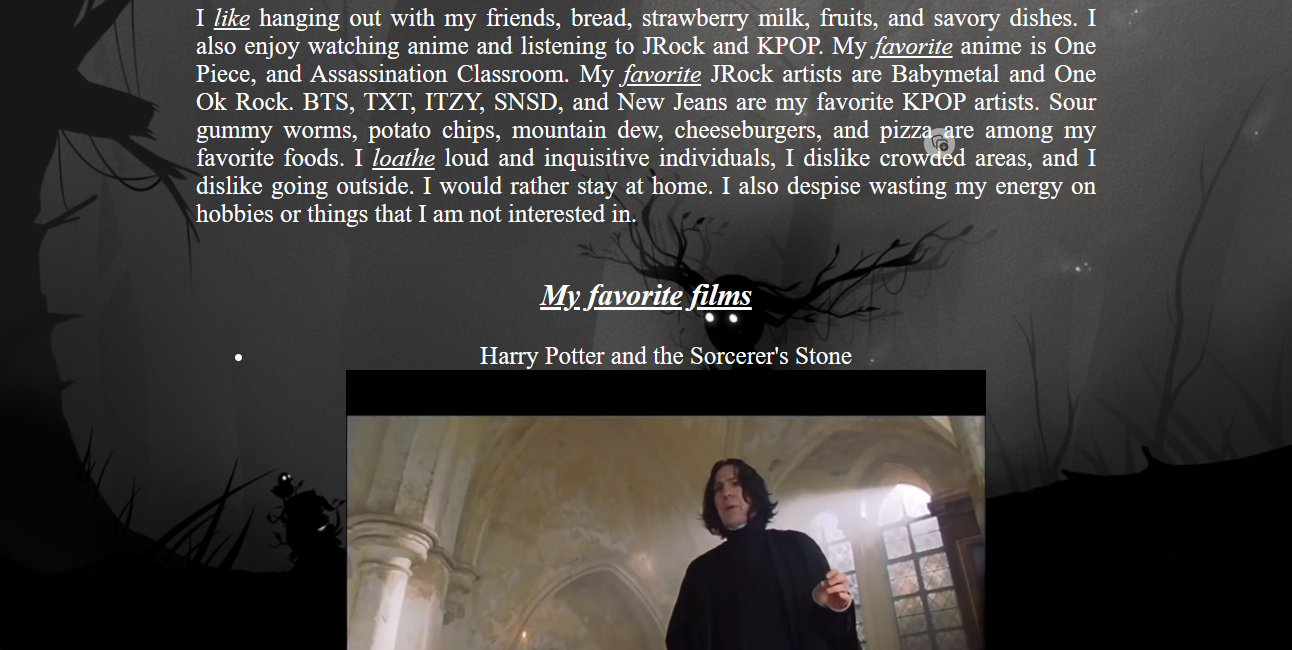 I like hanging out with my friends, bread, strawberry milk, fruits, and savory dishes. I
also enjoy watching anime and listening to JRock and KPOP. My favorite anime is One
Piece, and Assassination Classroom. My favorite JRock artists are Babymetal and One
Ok Rock. BTS, TXT, ITZY, SNSD, and New Jeans are my favorite KPOP artists. Sour
gummy worms, potato chips, mountain dew, cheeseburgers, and pizza are among my
favorite foods. I loathe loud and inquisitive individuals, I dislike crowded areas, and I
dislike going outside. I would rather stay at home. I also despise wasting my energy on
hobbies or things that I am not interested in.
My favorite films
Harry Potter and the Sorcerer's Stone